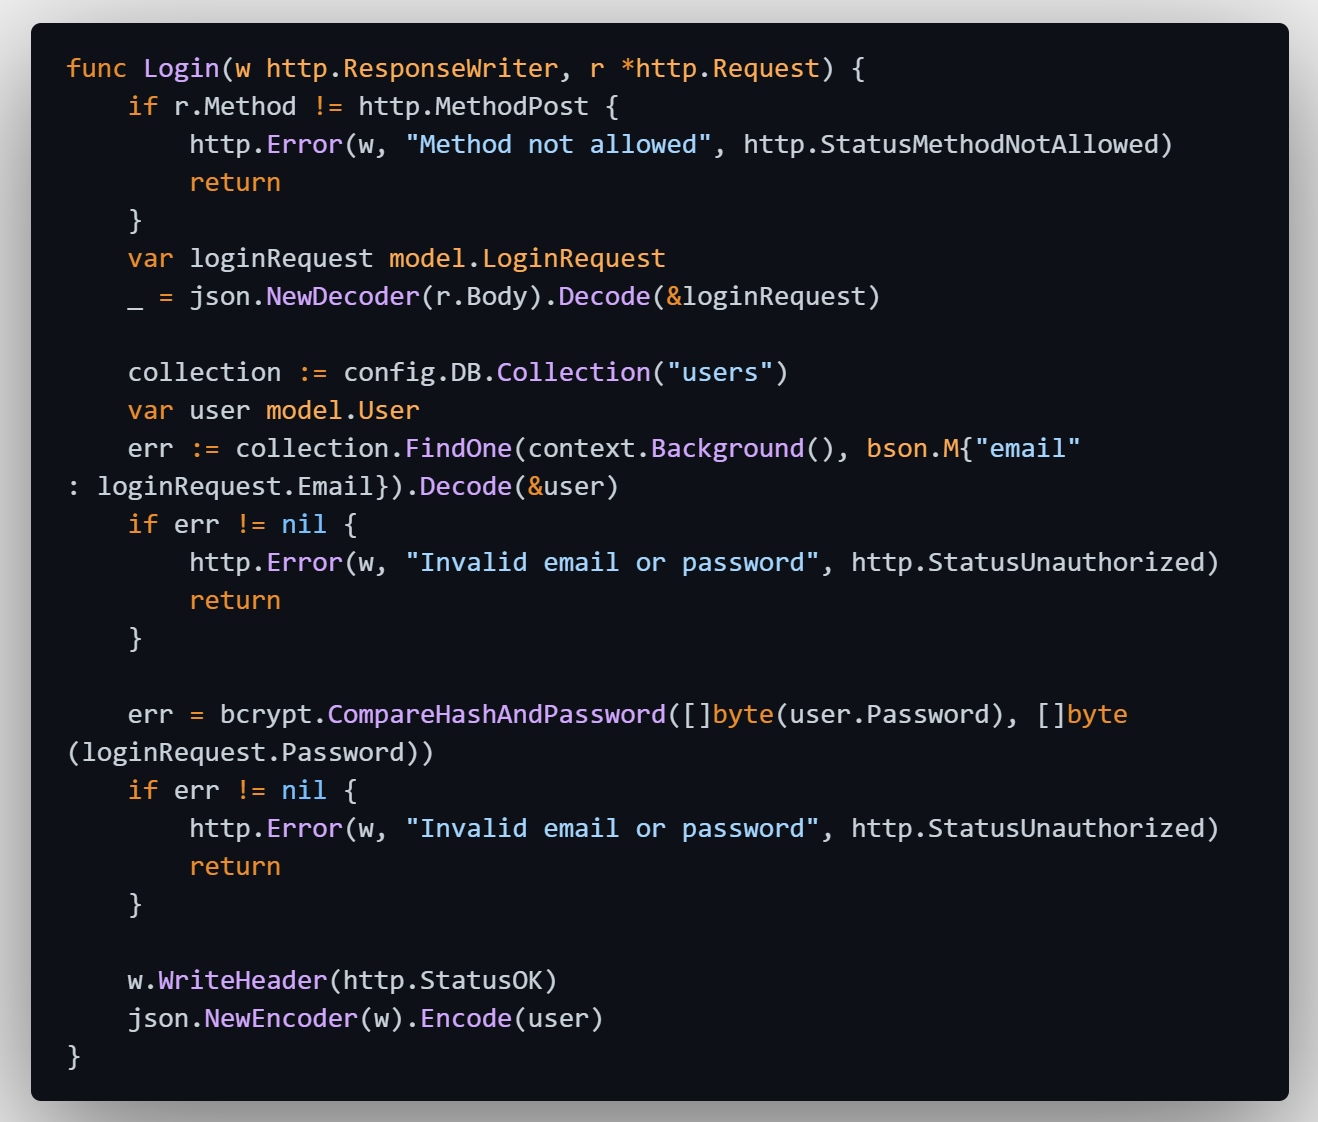 func Login(w http.ResponseWriter, r *http.Request) {
    if r.Method != http.MethodPost {
        http.Error(w, "Method not allowed", http.StatusMethodNotAllowed)
        return
    }
    var loginRequest model.LoginRequest
    _ = json.NewDecoder(r.Body).Decode(&loginRequest)

    collection := config.DB.Collection("users")
    var user model.User
    err := collection.FindOne(context.Background(), bson.M{"email"
: loginRequest.Email}).Decode(&user)
    if err != nil {
        http.Error(w, "Invalid email or password", http.StatusUnauthorized)
        return
    }

    err = bcrypt.CompareHashAndPassword([]byte(user.Password), []byte
(loginRequest.Password))
    if err != nil {
        http.Error(w, "Invalid email or password", http.StatusUnauthorized)
        return
    }

    w.WriteHeader(http.StatusOK)
    json.NewEncoder(w).Encode(user)
}